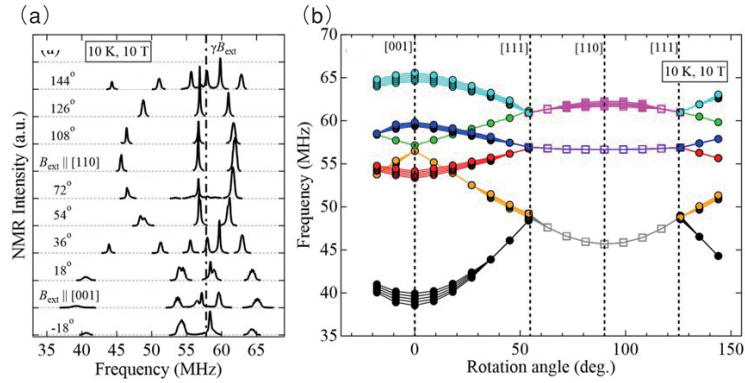 (a)
(b)
(a)
10 K, 10 T
γB_ext
144°
126°
108°
B_ext || [110]
72°
54°
36°
18°
B_ext || [001]
-18°
NMR Intensity (a.u.)
35 40 45 50 55 60 65
Frequency (MHz)
[001] [111] [110] [111]
10 K, 10 T
70
65
60
55
50
45
40
35
Frequency (MHz)
0 50 100 150
Rotation angle (deg.)